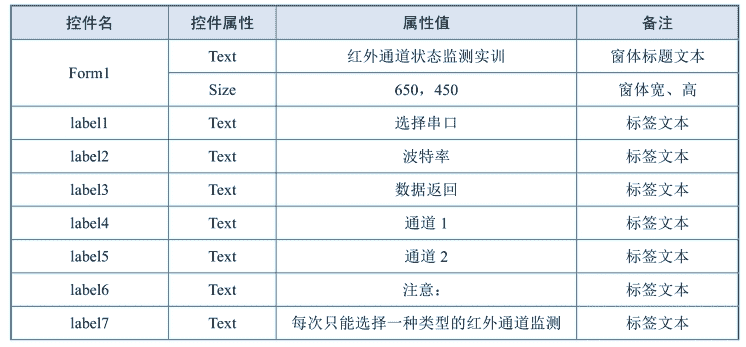 控件名 控件属性 属性值 备注
Form1 Text 红外通道状态监测实训 窗体标题文本
Size 650，450 窗体宽、高
label1 Text 选择串口 标签文本
label2 Text 波特率 标签文本
label3 Text 数据返回 标签文本
label4 Text 通道 1 标签文本
label5 Text 通道 2 标签文本
label6 Text 注意： 标签文本
label7 Text 每次只能选择一种类型的红外通道监测 标签文本